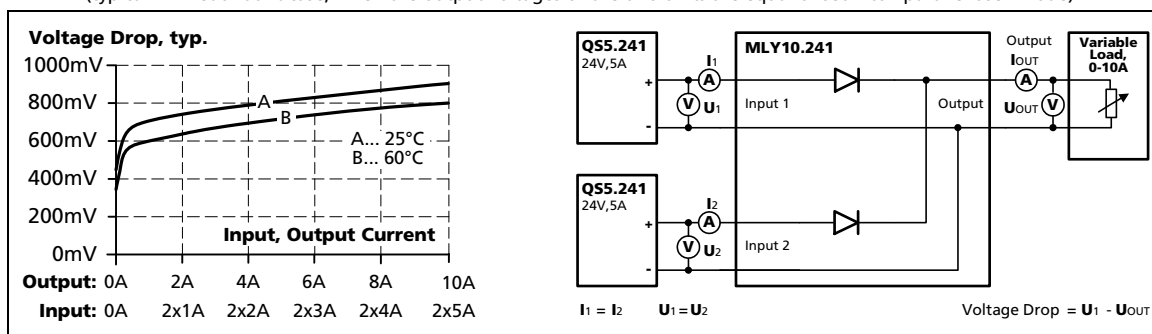 Voltage Drop, typ.
1000mV
800mV
600mV
400mV
200mV
0mV
A
B
A... 25°C
B... 60°C
Input, Output Current
Output: 0A 2A 4A 6A 8A 10A
Input: 0A 2x1A 2x2A 2x3A 2x4A 2x5A
QS5.241
24V,5A
+
-
I1
A
V
U1
MLY10.241
Input 1
Output
Output
IOUT
A
UOUT
V
Variable
Load,
0-10A
QS5.241
24V,5A
+
-
I2
A
V
U2
Input 2
I1 = I2 U1=U2
Voltage Drop = U1 - UOUT